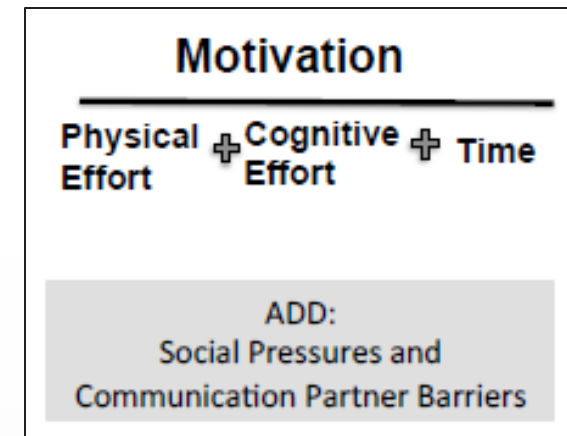 Motivation
Physical + Cognitive + Time
Effort Effort
ADD:
Social Pressures and
Communication Partner Barriers